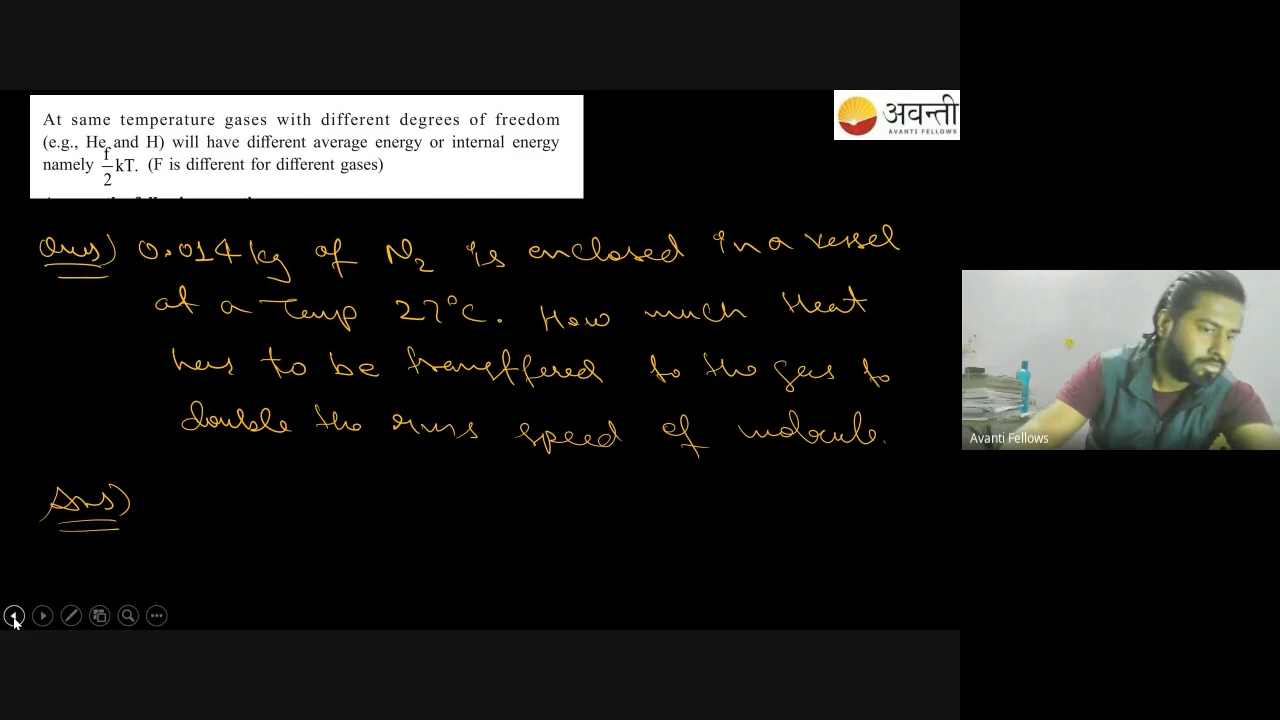 At same temperature gases with different degrees of freedom
(e.g., He and H) will have different average energy or internal energy
namely f/2 kT. (F is different for different gases)
अवन्ती
AVANTI FELLOWS
Ques) 0.014 kg of N2 is enclosed in a vessel
at a Temp 27°C. How much Heat
has to be transffered to the gas to
double the rms speed of molecule.
Ans)
Avanti Fellows